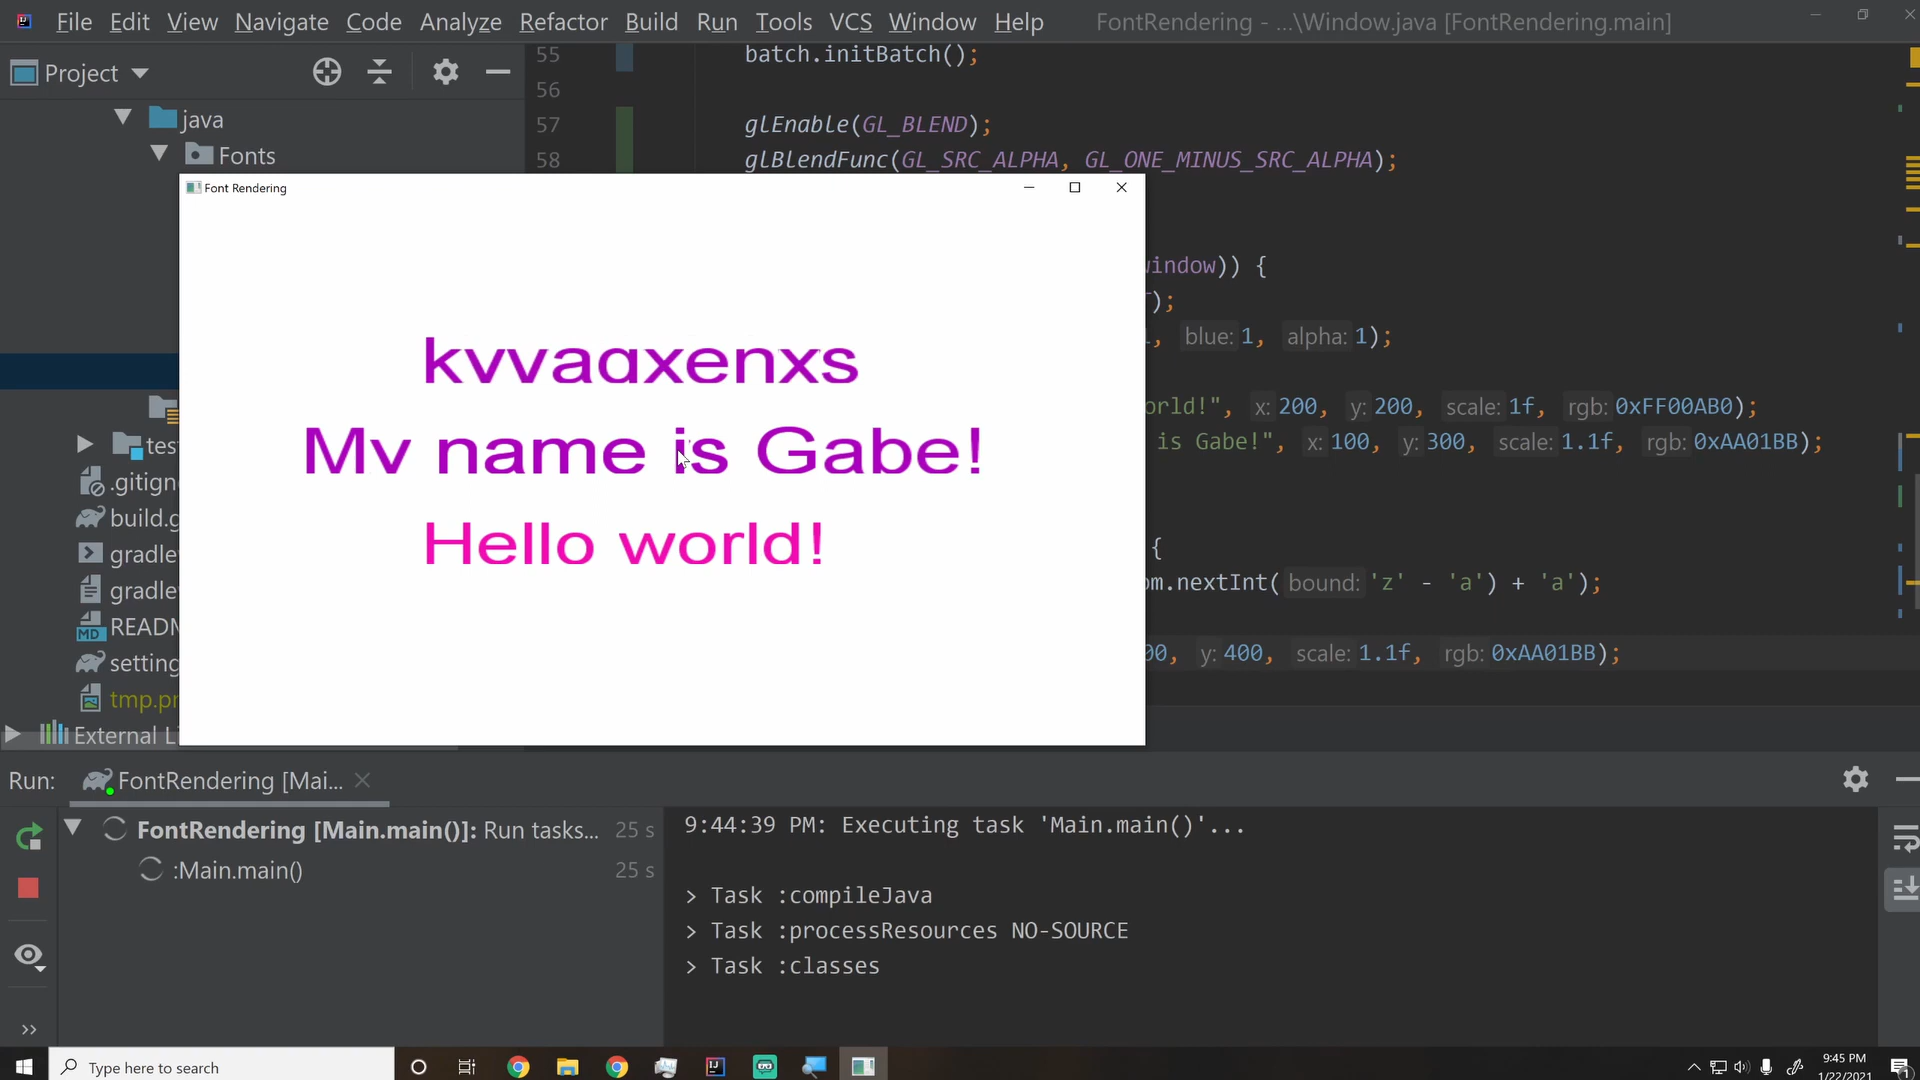 File Edit View Navigate Code Analyze Refactor Build Run Tools VCS Window Help FontRendering - ...\Window.java [FontRendering.main]
Project
java
Fonts
tes
.gitign
build.g
gradle
gradle
READM
setting
tmp.p
External Li
55 batch.initBatch();
56
57 glEnable(GL_BLEND);
58 glBlendFunc(GL_SRC_ALPHA, GL_ONE_MINUS_SRC_ALPHA);
window)) {
);
, blue: 1, alpha: 1);
orld!", x: 200, y: 200, scale: 1f, rgb: 0xFF00AB0);
is Gabe!", x: 100, y: 300, scale: 1.1f, rgb: 0xAA01BB);
{
om.nextInt( bound: 'z' - 'a') + 'a');
00, y: 400, scale: 1.1f, rgb: 0xAA01BB);
Font Rendering
My name is Gabe!
Hello world!
Run: FontRendering [Mai...
FontRendering [Main.main()]: Run tasks... 25 s
:Main.main() 25 s
9:44:39 PM: Executing task 'Main.main()'...
> Task :compileJava
> Task :processResources NO-SOURCE
> Task :classes
Type here to search
9:45 PM
1/22/2021